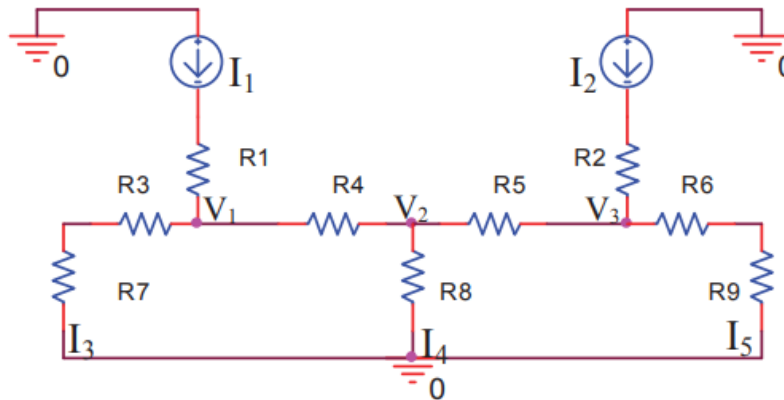 0
I₁
I₂
0
R1
R2
R3
V₁
R4
V₂
R5
V₃
R6
R7
R8
R9
I₃
I₄
I₅
0